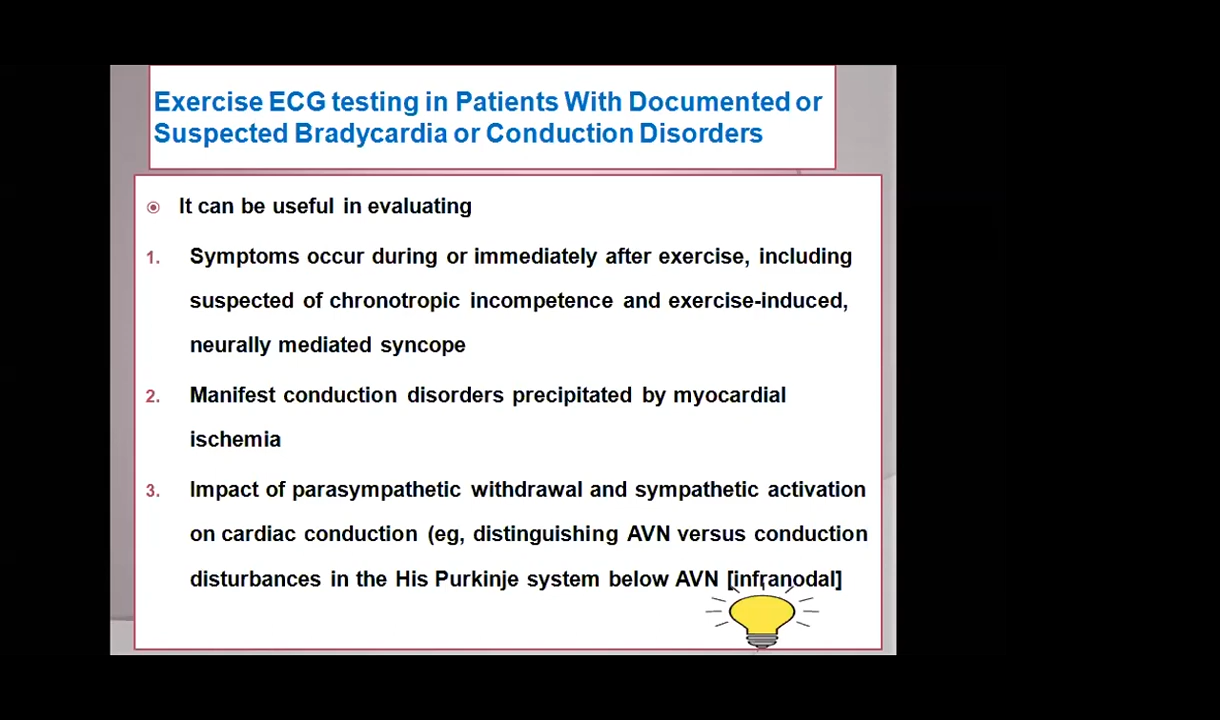 Exercise ECG testing in Patients With Documented or
Suspected Bradycardia or Conduction Disorders
It can be useful in evaluating
1. Symptoms occur during or immediately after exercise, including
suspected of chronotropic incompetence and exercise-induced,
neurally mediated syncope
2. Manifest conduction disorders precipitated by myocardial
ischemia
3. Impact of parasympathetic withdrawal and sympathetic activation
on cardiac conduction (eg, distinguishing AVN versus conduction
disturbances in the His Purkinje system below AVN [infranodal]